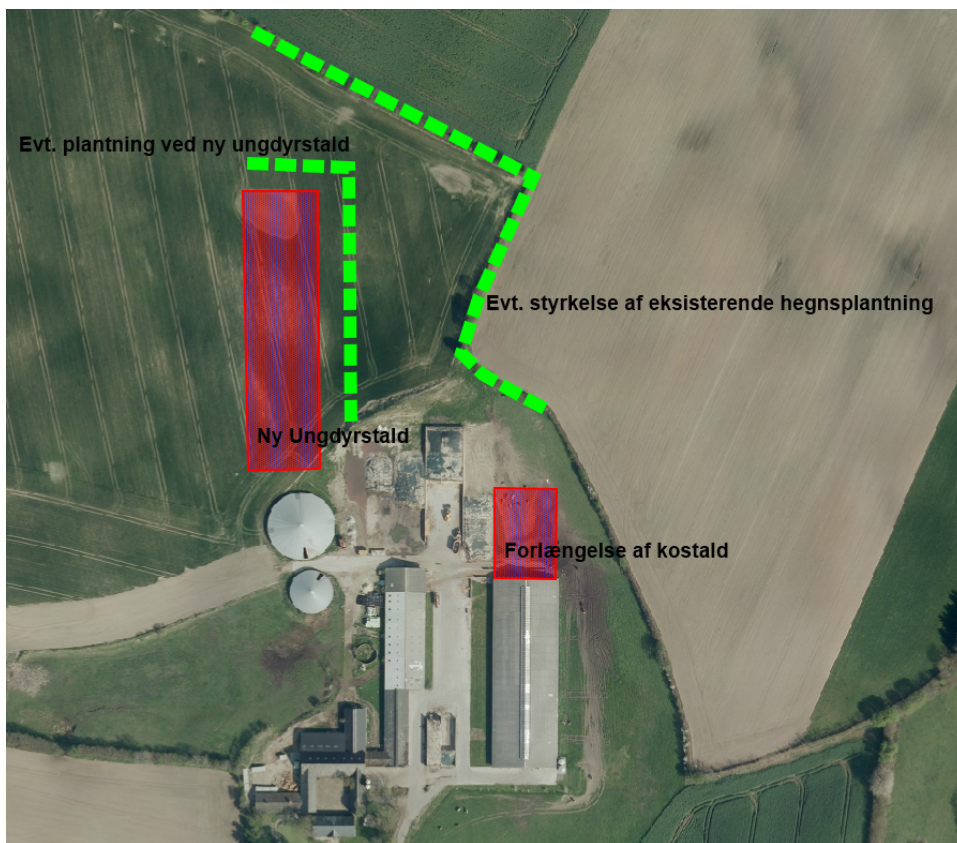 Evt. plantning ved ny ungdyrstald
Evt. styrkelse af eksisterende hegnsplantning
Ny Ungdyrstald
Forlængelse af kostald